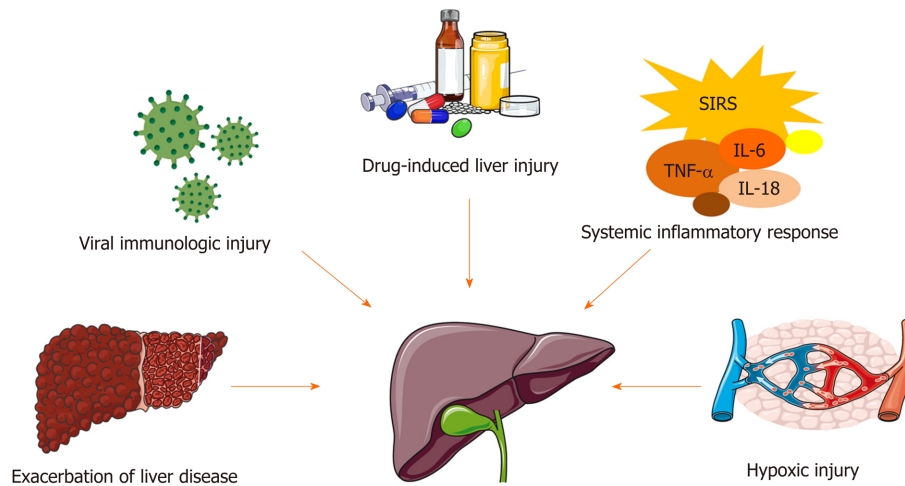 SIRS
IL-6
TNF-α
IL-18
Drug-induced liver injury
Systemic inflammatory response
Viral immunologic injury
Exacerbation of liver disease
Hypoxic injury